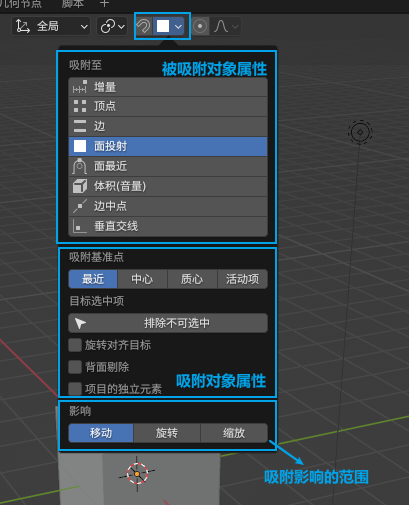 几何节点 脚本 +
全局
吸附至
被吸附对象属性
增量
顶点
边
面投射
面最近
体积(音量)
边中点
垂直交线
吸附基准点
最近 中心 质心 活动项
目标选中项
排除不可选中
旋转对齐目标
背面剔除
吸附对象属性
项目的独立元素
影响
移动 旋转 缩放
吸附影响的范围